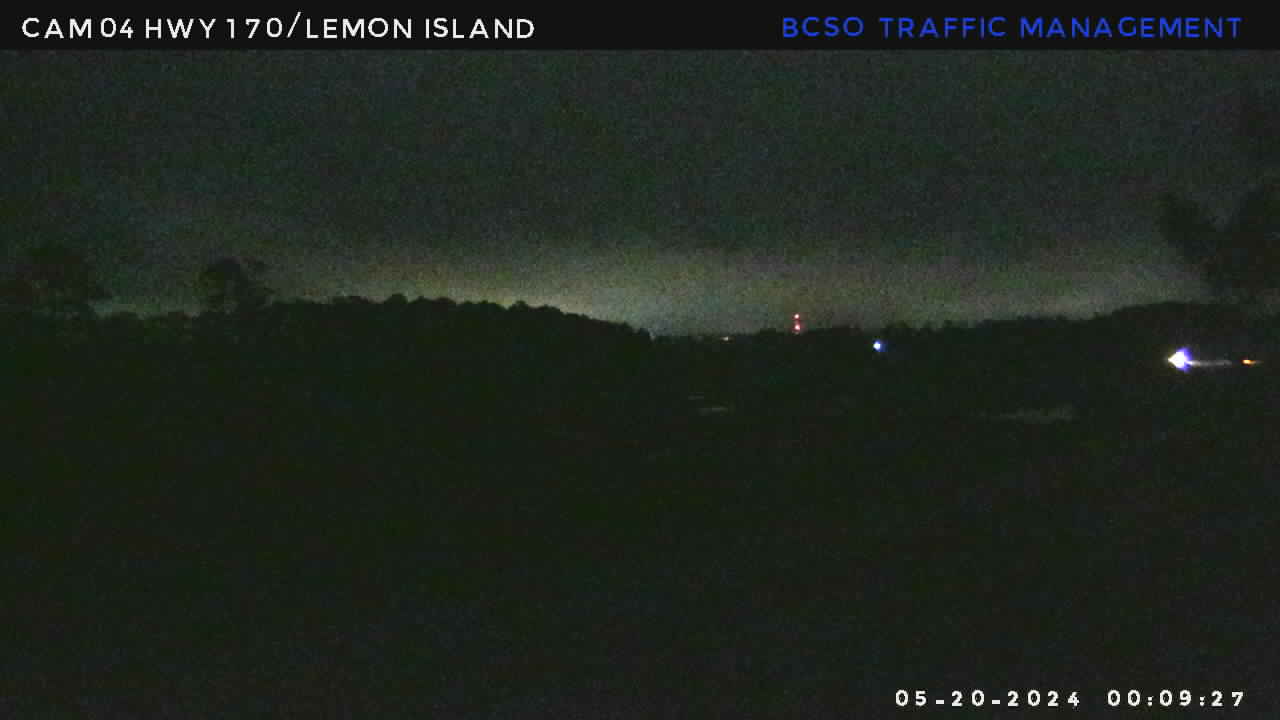 CAM04 HWY 170/LEMON ISLAND
BCSO TRAFFIC MANAGEMENT
05-20-2024 00:09:27